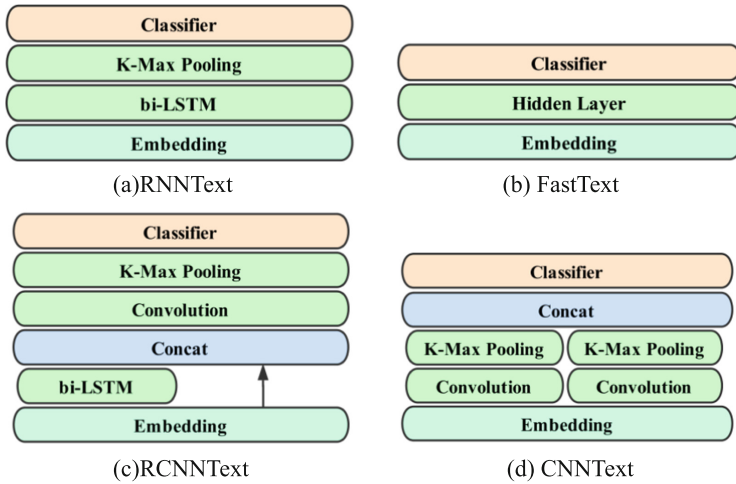 Classifier
K-Max Pooling
bi-LSTM
Embedding
(a)RNNText
Classifier
Hidden Layer
Embedding
(b) FastText
Classifier
K-Max Pooling
Convolution
Concat
bi-LSTM
Embedding
(c)RCNNText
Classifier
Concat
K-Max Pooling K-Max Pooling
Convolution Convolution
Embedding
(d) CNNText